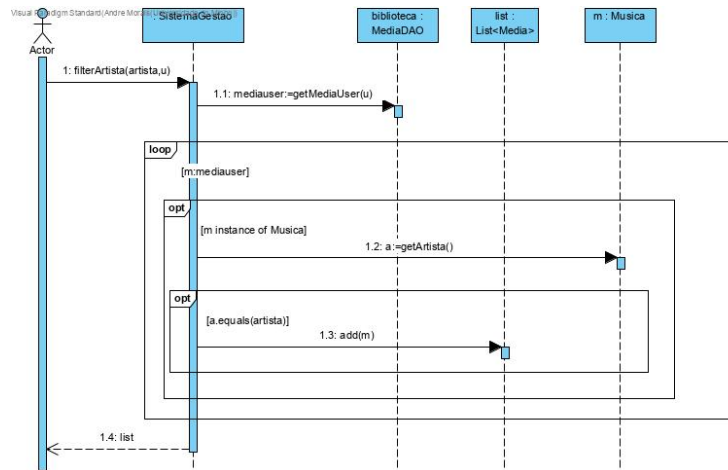 Visual Paradigm Standard(Andre Morais
: SistemaGestao
biblioteca :
MediaDAO
list :
List<Media>
m : Musica
Actor
1: filterArtista(artista,u)
1.1: mediauser:=getMediaUser(u)
loop
[m:mediauser]
opt
[m instance of Musica]
1.2: a:=getArtista()
opt
[a.equals(artista)]
1.3: add(m)
1.4: list